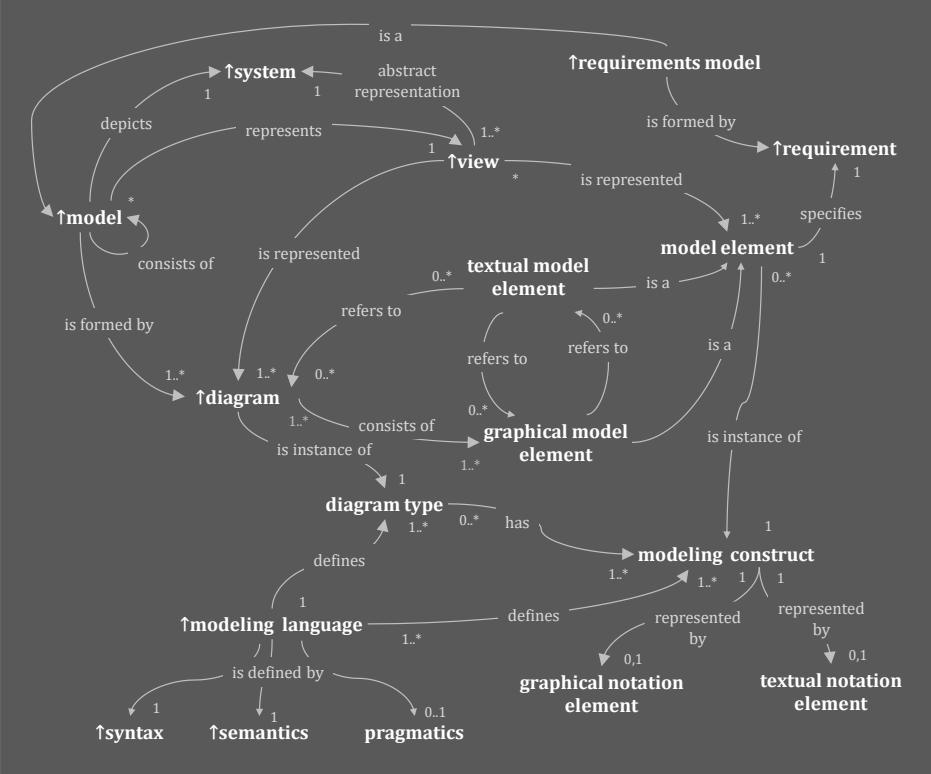 is a
↑requirements model
↑system
abstract
representation
1
1
depicts
represents
is formed by
1..*
1
↑view
*
↑requirement
1
is represented
*
↑model
1..*
specifies
consists of
is represented
model element
1
0..*
textual model
element
0..*
is a
refers to
0..*
is formed by
refers to
refers to
is a
1..*
1..*
0..*
↑diagram
0..*
1..*
consists of
graphical model
element
is instance of
is instance of
1..*
1
diagram type
1..*
0..*
has
1
modeling construct
defines
1..*
1..*
1
1
1
↑modeling language
1..*
defines
represented
by
represented
by
is defined by
0,1
0,1
graphical notation
element
textual notation
element
1
1
0..1
↑syntax
↑semantics
pragmatics